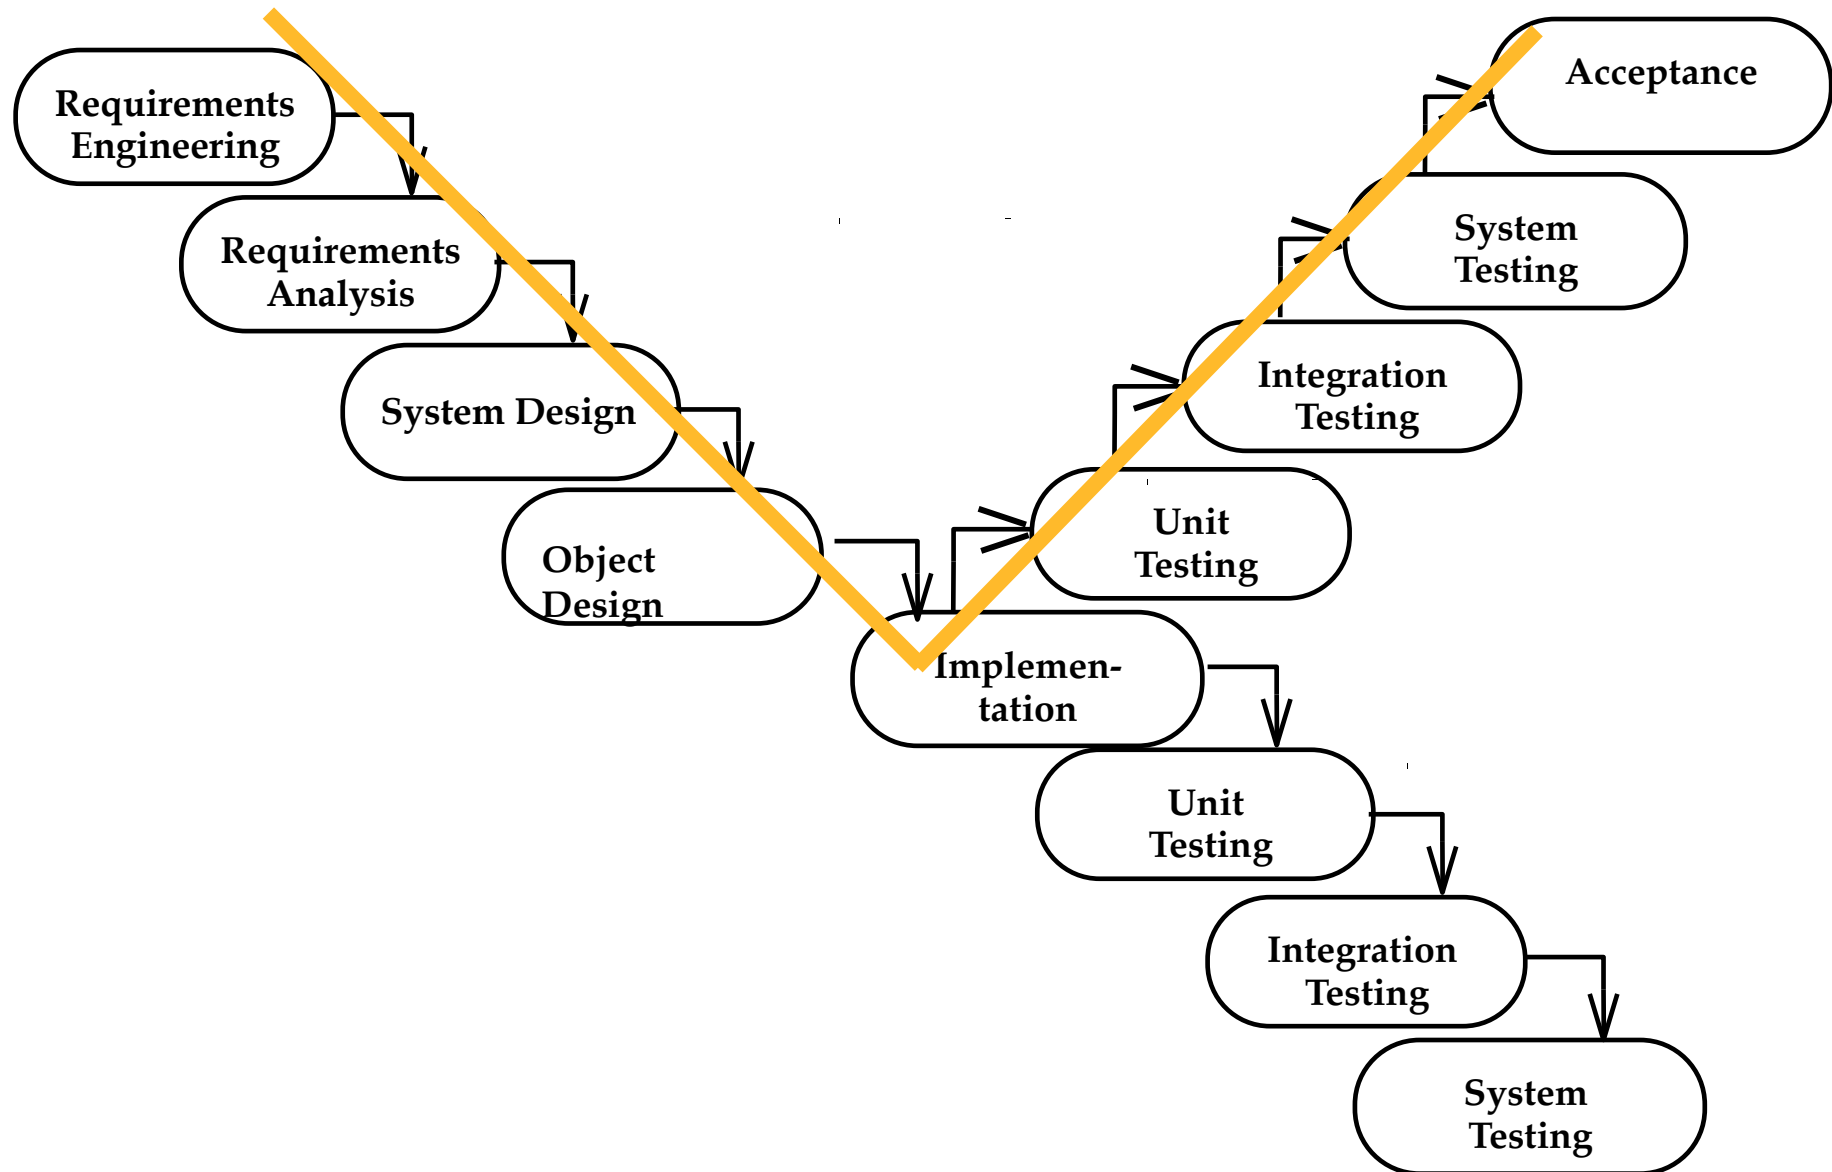 Requirements
Engineering
Requirements
Analysis
System Design
Object
Design
Implemen-
tation
Unit
Testing
Integration
Testing
System
Testing
Acceptance
Unit
Testing
Integration
Testing
System
Testing